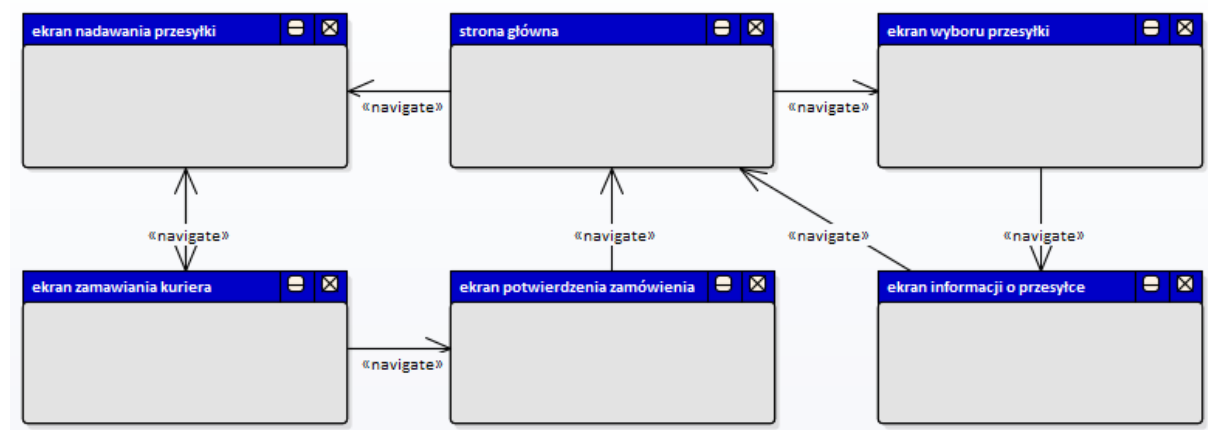 ekran nadawania przesyłki
strona główna
ekran wyboru przesyłki
«navigate»
«navigate»
«navigate»
«navigate»
«navigate»
«navigate»
ekran zamawiania kuriera
ekran potwierdzenia zamówienia
ekran informacji o przesyłce
«navigate»